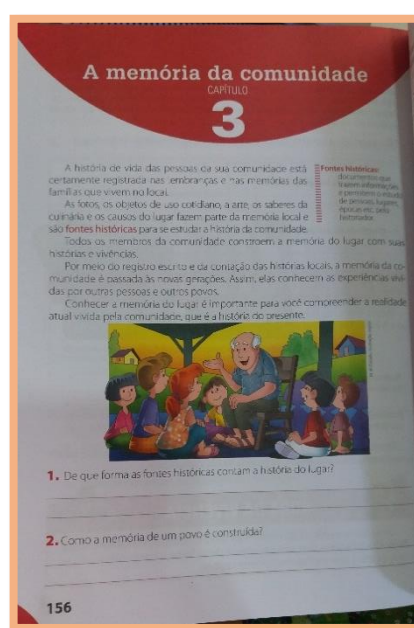 A memória da comunidade
CAPÍTULO
3
A história de vida das pessoas da sua comunidade está
certamente registrada nas lembranças e nas memórias das
famílias que vivem no local.
As fotos, os objetos de uso cotidiano, a arte, os saberes da
culinária e os causos do lugar fazem parte da memória local e
são fontes históricas para se estudar a história da comunidade.
Fontes históricas:
documentos que
trazem informações
e permitem o estudo
de pessoas, lugares,
épocas etc. pelo
historiador.
Todos os membros da comunidade constroem a memória do lugar com suas
histórias e vivências.
Por meio do registro escrito e da contação das histórias locais, a memória da co-
munidade é passada às novas gerações. Assim, elas conhecem as experiências vivi-
das por outras pessoas e outros povos.
Conhecer a memória do lugar é importante para você compreender a realidade
atual vivida pela comunidade, que é a história do presente.
1. De que forma as fontes históricas contam a história do lugar?
2. Como a memória de um povo é construída?
156